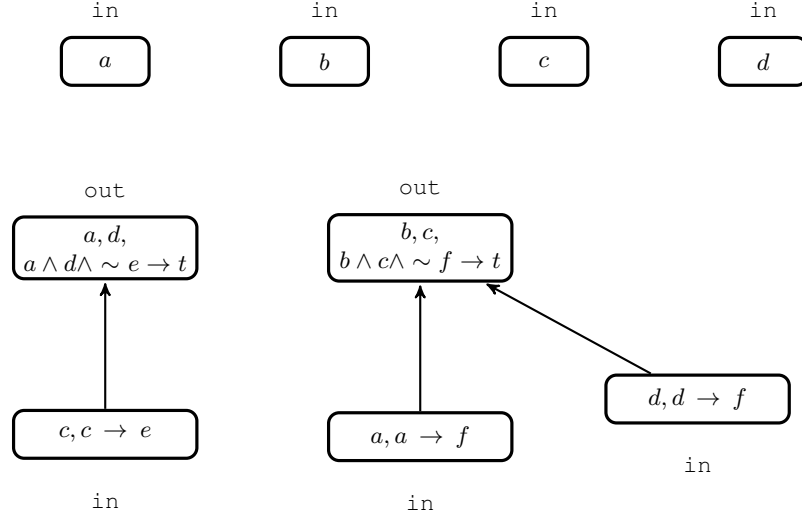 in in in in
a b c d
out out
a, d, b, c,
a ∧ d∧ ∼ e → t b ∧ c∧ ∼ f → t
d, d → f
c, c → e a, a → f
in
in in